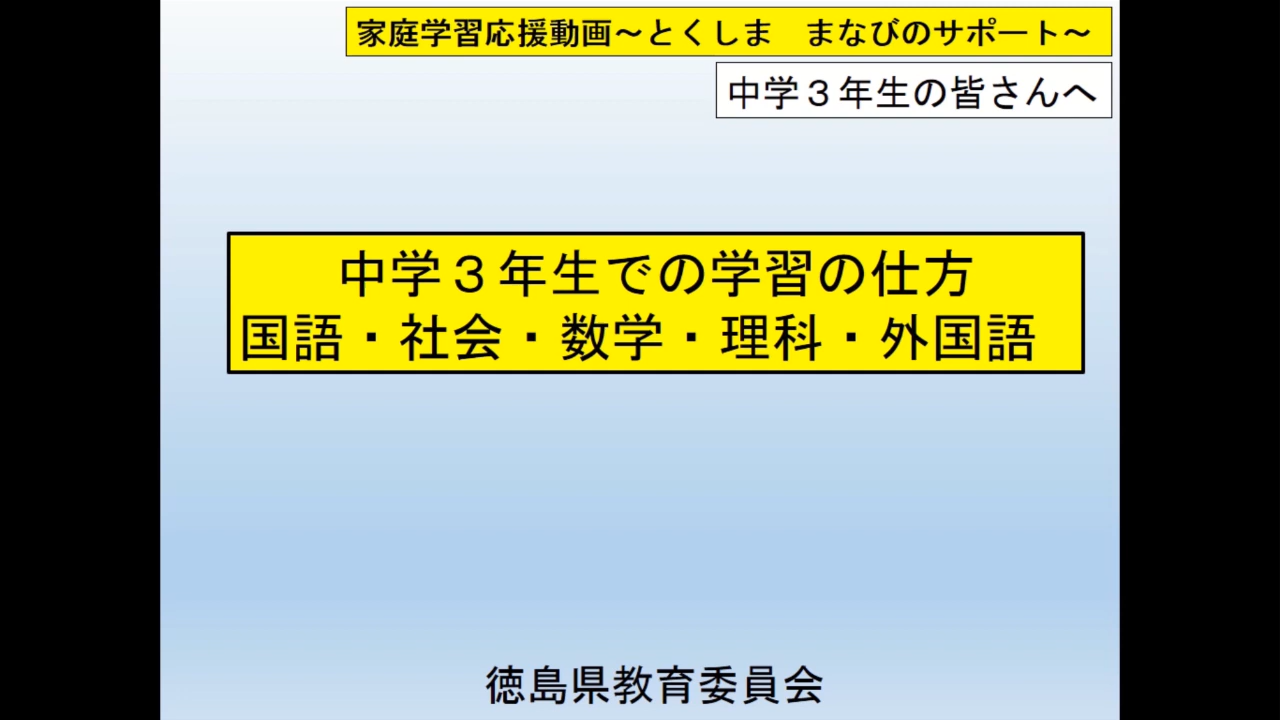 家庭学習応援動画～とくしま　まなびのサポート～
中学３年生の皆さんへ
中学３年生での学習の仕方
国語・社会・数学・理科・外国語
徳島県教育委員会